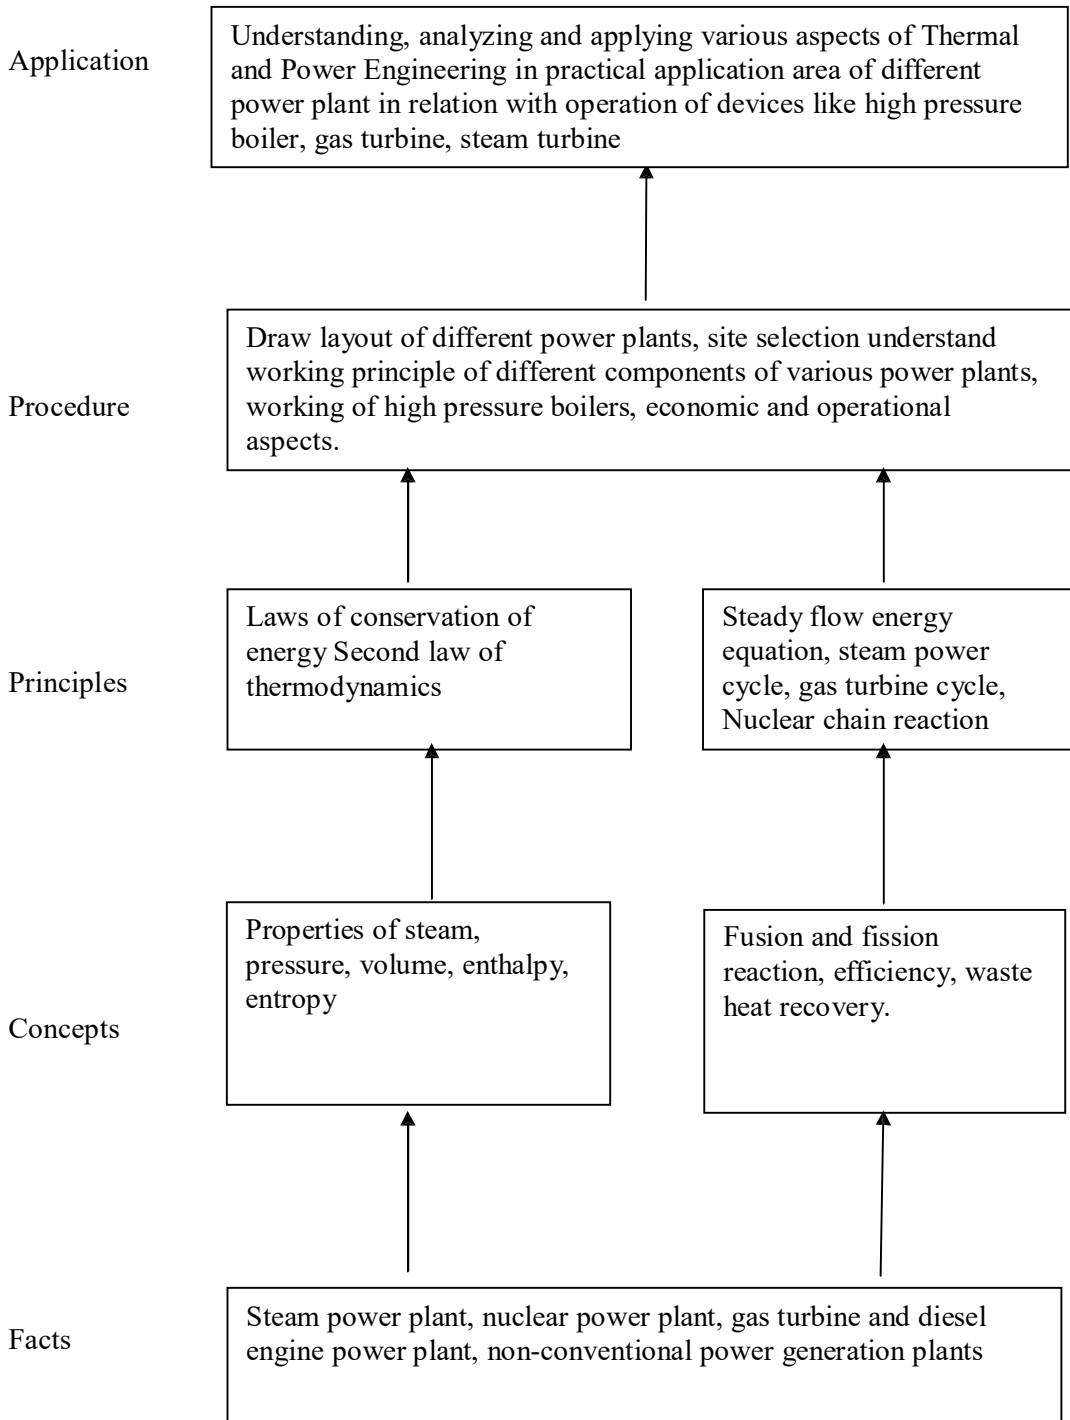 Application
Understanding, analyzing and applying various aspects of Thermal
and Power Engineering in practical application area of different
power plant in relation with operation of devices like high pressure
boiler, gas turbine, steam turbine
Procedure
Draw layout of different power plants, site selection understand
working principle of different components of various power plants,
working of high pressure boilers, economic and operational
aspects.
Principles
Laws of conservation of
energy Second law of
thermodynamics
Steady flow energy
equation, steam power
cycle, gas turbine cycle,
Nuclear chain reaction
Concepts
Properties of steam,
pressure, volume, enthalpy,
entropy
Fusion and fission
reaction, efficiency, waste
heat recovery.
Facts
Steam power plant, nuclear power plant, gas turbine and diesel
engine power plant, non-conventional power generation plants